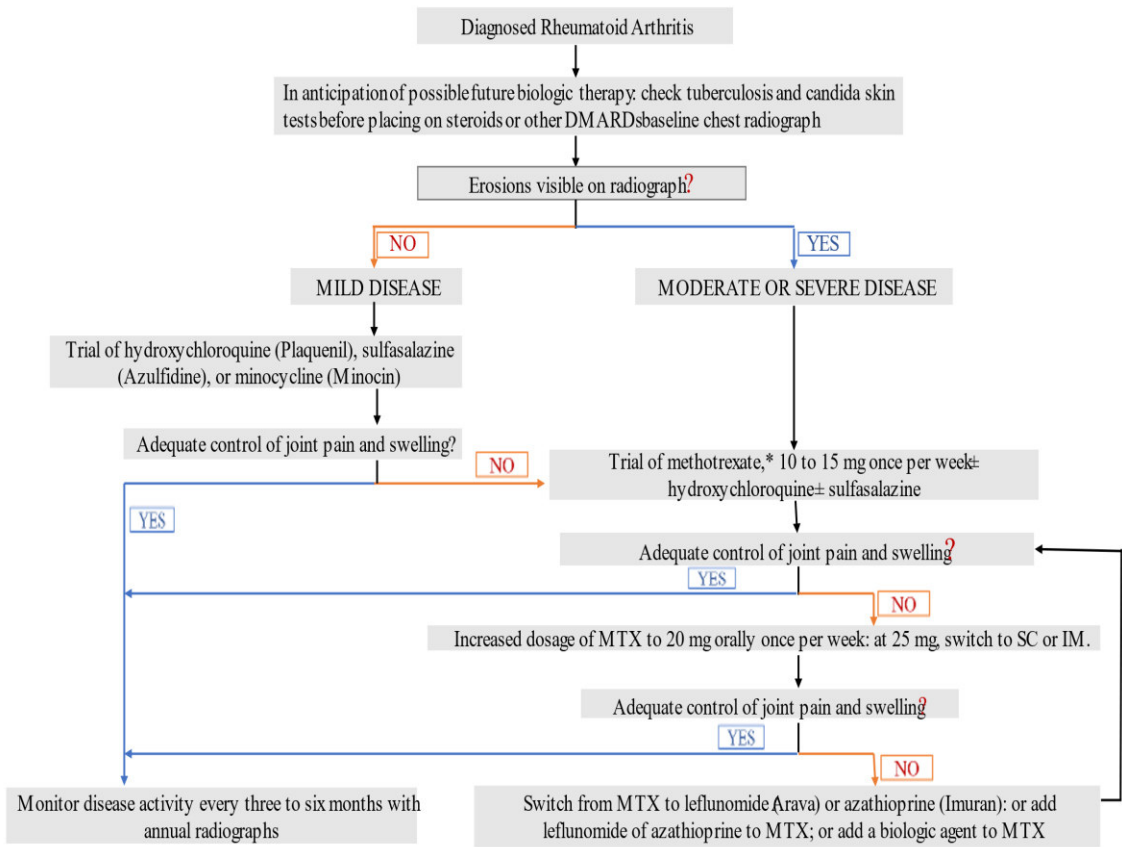 Diagnosed Rheumatoid Arthritis
In anticipation of possible future biologic therapy: check tuberculosis and candida skin
tests before placing on steroids or other DMARDsbaseline chest radiograph
Erosions visible on radiograph?
NO
YES
MILD DISEASE
MODERATE OR SEVERE DISEASE
Trial of hydroxychloroquine (Plaquenil), sulfasalazine
(Azulfidine), or minocycline (Minocin)
Adequate control of joint pain and swelling?
NO
Trial of methotrexate,* 10 to 15 mg once per week±
hydroxychloroquine± sulfasalazine
YES
Adequate control of joint pain and swelling?
YES
NO
Increased dosage of MTX to 20 mg orally once per week: at 25 mg, switch to SC or IM.
Adequate control of joint pain and swelling?
YES
NO
Monitor disease activity every three to six months with
annual radiographs
Switch from MTX to leflunomide (Arava) or azathioprine (Imuran): or add
leflunomide of azathioprine to MTX; or add a biologic agent to MTX